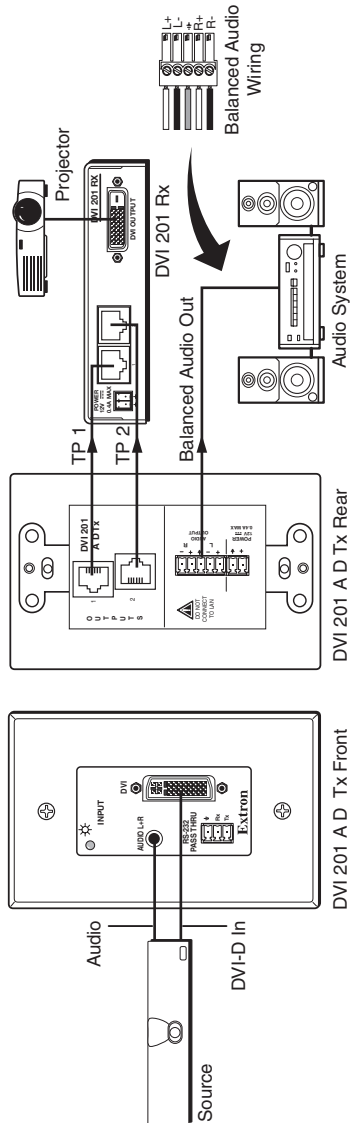 Source
Audio
DVI-D In
INPUT
AUDIO L+R
DVI
RS-232
PASS THRU
Rx
Tx
Extron
DVI 201 A D Tx Front
DVI 201
A D Tx
OUTPUTS
1
2
DO NOT
CONNECT
TO LAN
AUDIO
OUTPUT
L
R
+
-
+
-
POWER
12V
0.4A MAX
DVI 201 A D Tx Rear
TP 1
TP 2
Balanced Audio Out
POWER
12V
0.4A MAX
DVI 201 RX
DVI OUTPUT
DVI 201 Rx
Projector
Audio System
L+
L-
R+
R-
Balanced Audio
Wiring